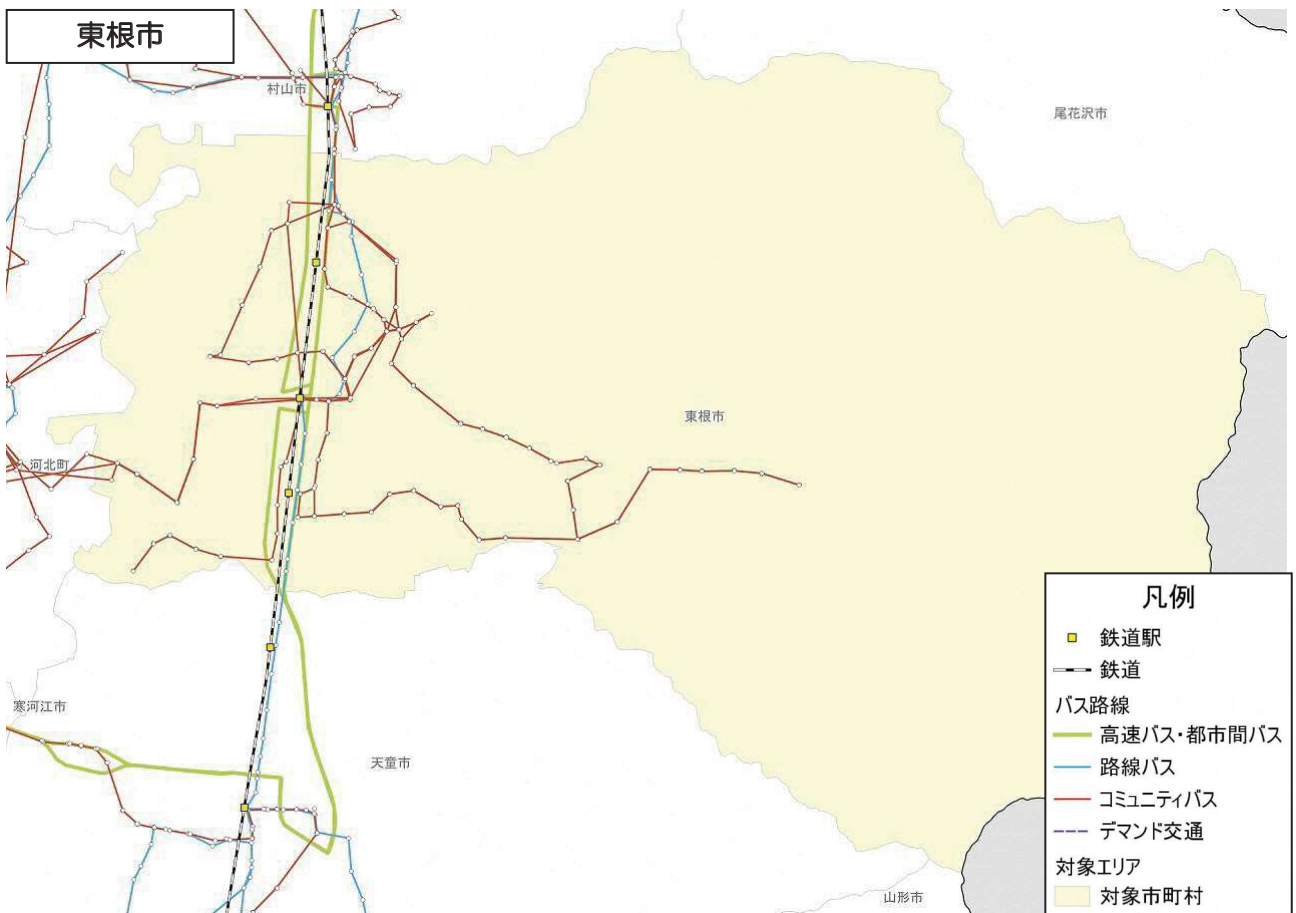 東根市
村山市
尾花沢市
東根市
河北町
寒河江市
天童市
山形市
凡例
鉄道駅
鉄道
バス路線
高速バス・都市間バス
路線バス
コミュニティバス
デマンド交通
対象エリア
対象市町村